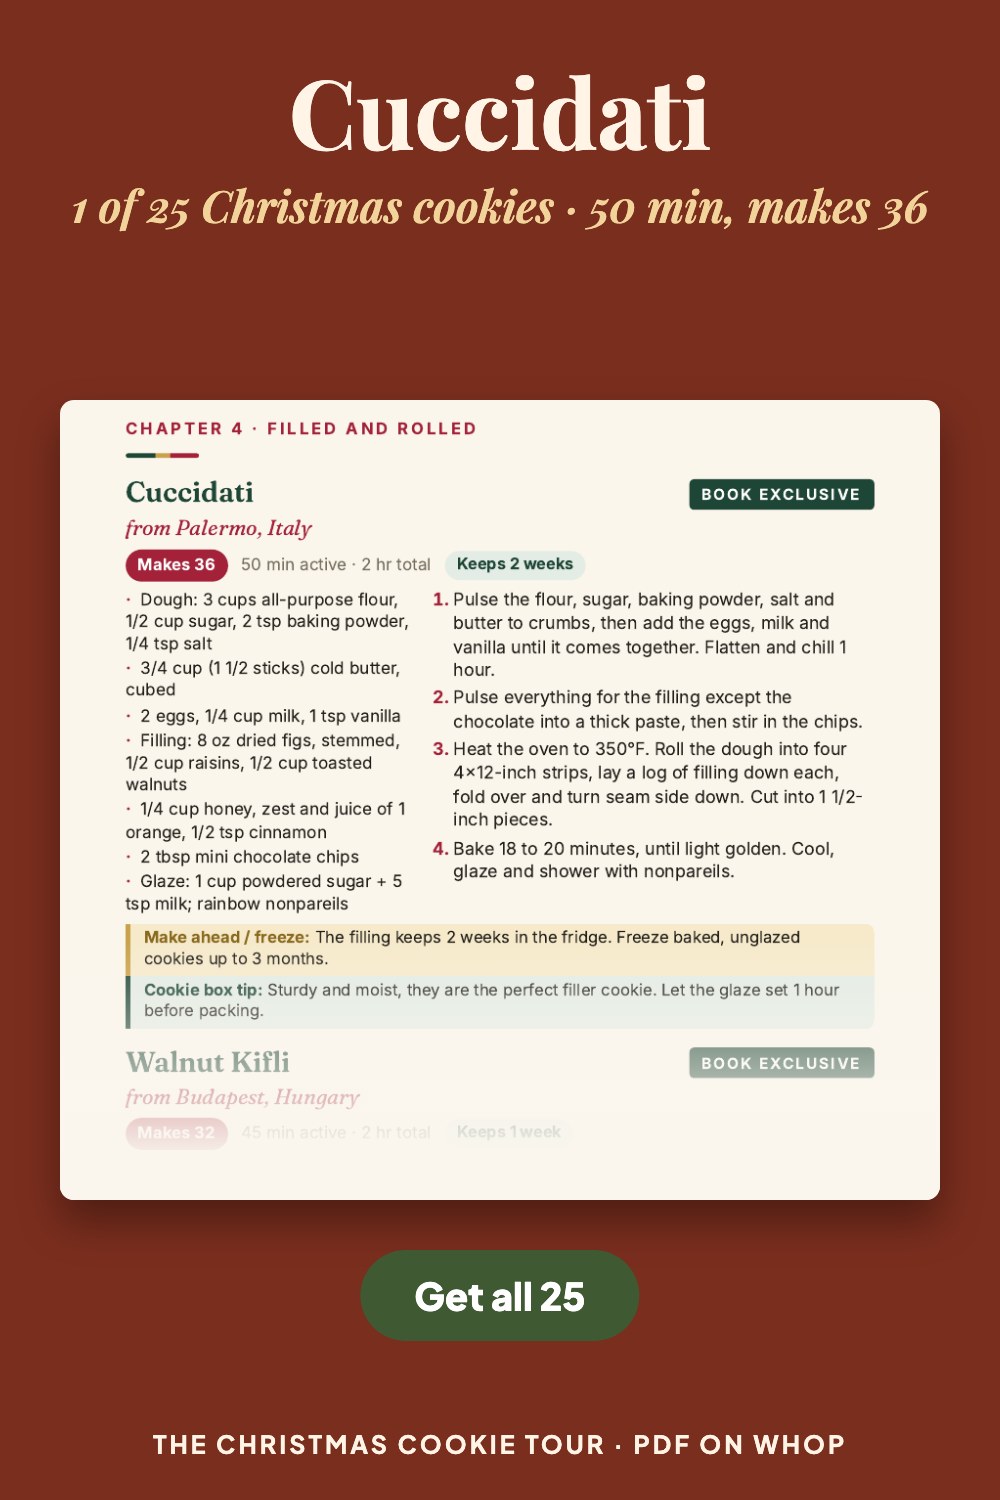 Cuccidati
1 of 25 Christmas cookies · 50 min, makes 36
CHAPTER 4 · FILLED AND ROLLED
Cuccidati
BOOK EXCLUSIVE
from Palermo, Italy
Makes 36 50 min active · 2 hr total Keeps 2 weeks
· Dough: 3 cups all-purpose flour,
1/2 cup sugar, 2 tsp baking powder,
1/4 tsp salt
· 3/4 cup (1 1/2 sticks) cold butter,
cubed
· 2 eggs, 1/4 cup milk, 1 tsp vanilla
· Filling: 8 oz dried figs, stemmed,
1/2 cup raisins, 1/2 cup toasted
walnuts
· 1/4 cup honey, zest and juice of 1
orange, 1/2 tsp cinnamon
· 2 tbsp mini chocolate chips
· Glaze: 1 cup powdered sugar + 5
tsp milk; rainbow nonpareils
1. Pulse the flour, sugar, baking powder, salt and
butter to crumbs, then add the eggs, milk and
vanilla until it comes together. Flatten and chill 1
hour.
2. Pulse everything for the filling except the
chocolate into a thick paste, then stir in the chips.
3. Heat the oven to 350°F. Roll the dough into four
4×12-inch strips, lay a log of filling down each,
fold over and turn seam side down. Cut into 1 1/2-
inch pieces.
4. Bake 18 to 20 minutes, until light golden. Cool,
glaze and shower with nonpareils.
Make ahead / freeze: The filling keeps 2 weeks in the fridge. Freeze baked, unglazed
cookies up to 3 months.
Cookie box tip: Sturdy and moist, they are the perfect filler cookie. Let the glaze set 1 hour
before packing.
Walnut Kifli
BOOK EXCLUSIVE
from Budapest, Hungary
Makes 32 45 min active · 2 hr total Keeps 1 week
Get all 25
THE CHRISTMAS COOKIE TOUR · PDF ON WHOP